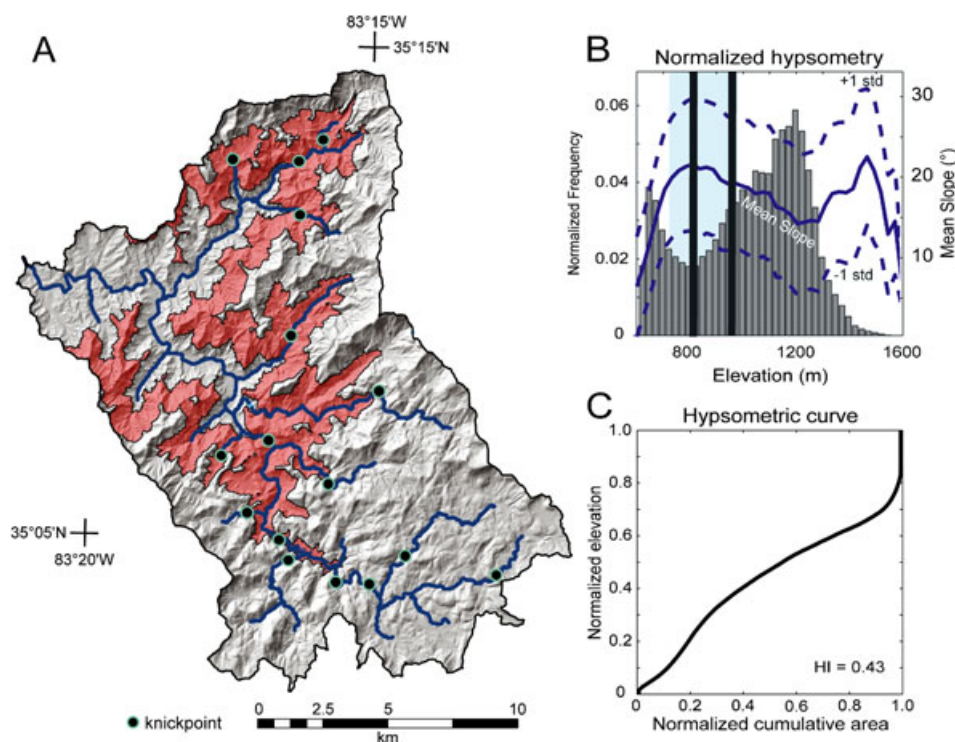 A
83°15'W
35°15'N
35°05'N
83°20'W
knickpoint
0 2.5 5 10
km
B
Normalized hypsometry
+1 std
Mean Slope
-1 std
0.06
0.04
0.02
0
Normalized Frequency
30
20
10
Mean Slope (°)
800 1200 1600
Elevation (m)
C
Hypsometric curve
1.0
0.8
0.6
0.4
0.2
0
Normalized elevation
HI = 0.43
0 0.2 0.4 0.6 0.8 1.0
Normalized cumulative area